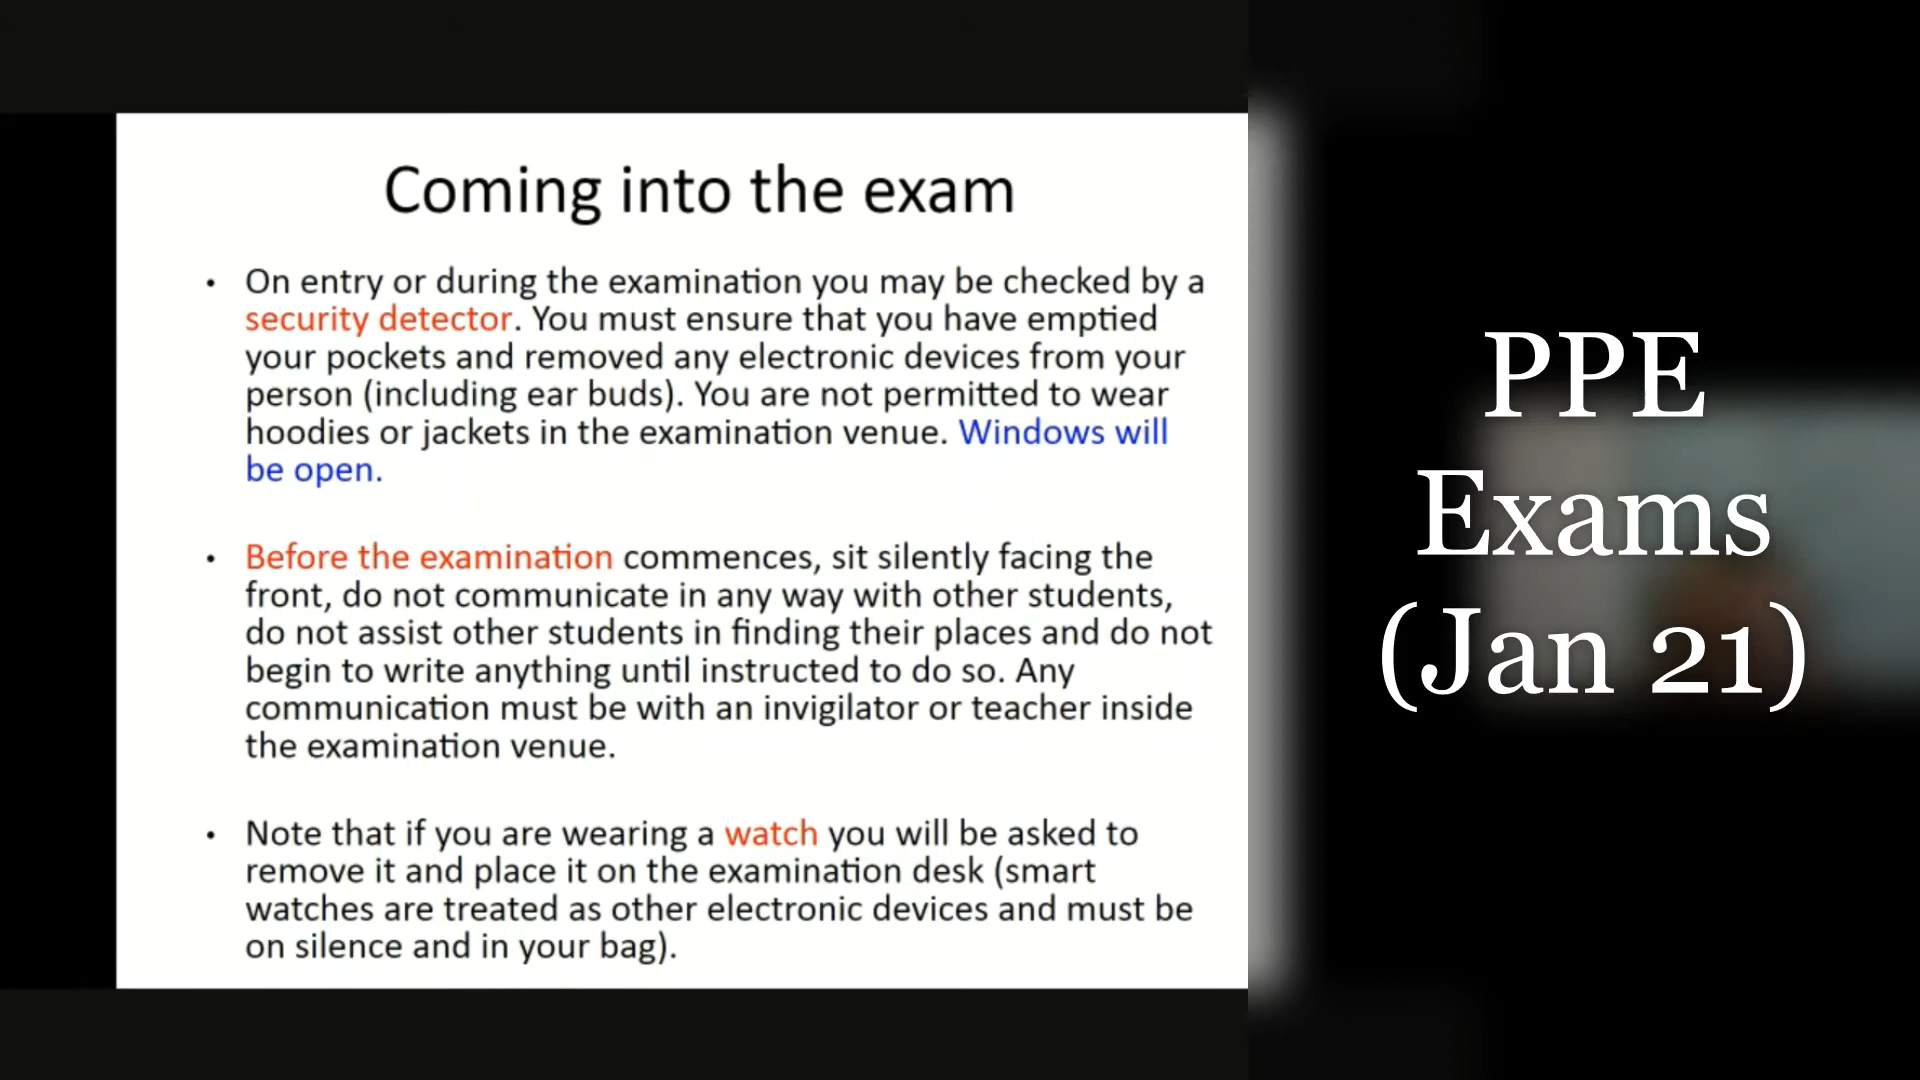 Coming into the exam
• On entry or during the examination you may be checked by a
security detector. You must ensure that you have emptied
your pockets and removed any electronic devices from your
person (including ear buds). You are not permitted to wear
hoodies or jackets in the examination venue. Windows will
be open.
• Before the examination commences, sit silently facing the
front, do not communicate in any way with other students,
do not assist other students in finding their places and do not
begin to write anything until instructed to do so. Any
communication must be with an invigilator or teacher inside
the examination venue.
• Note that if you are wearing a watch you will be asked to
remove it and place it on the examination desk (smart
watches are treated as other electronic devices and must be
on silence and in your bag).
PPE
Exams
(Jan 21)